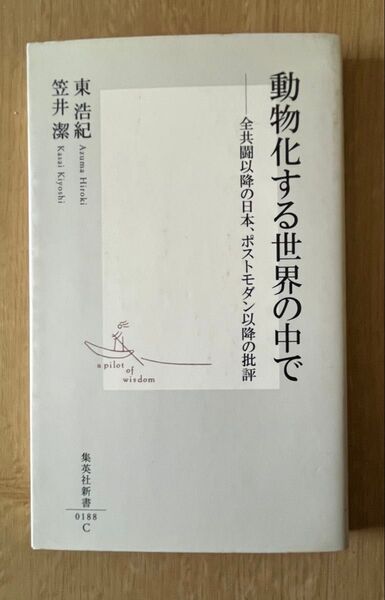 動物化する世界の中で
──全共闘以降の日本、ポストモダン以降の批評
東 浩紀
Azuma Hiroki
笠井 潔
Kasai Kiyoshi
a pilot
of
wisdom
集英社新書
0188
C